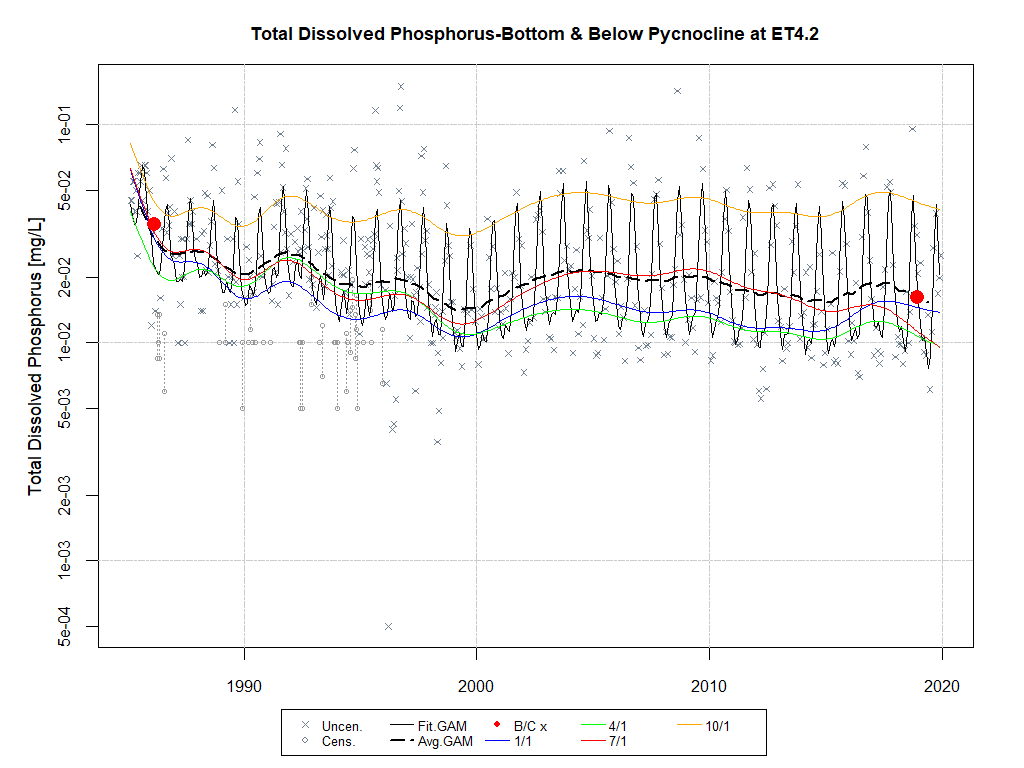 Total Dissolved Phosphorus-Bottom & Below Pycnocline at ET4.2
Total Dissolved Phosphorus [mg/L]
1e-01
5e-02
2e-02
1e-02
5e-03
2e-03
1e-03
5e-04
1990 2000 2010 2020
Uncen. Fit.GAM B/C x 4/1 10/1
Cens. Avg.GAM 1/1 7/1